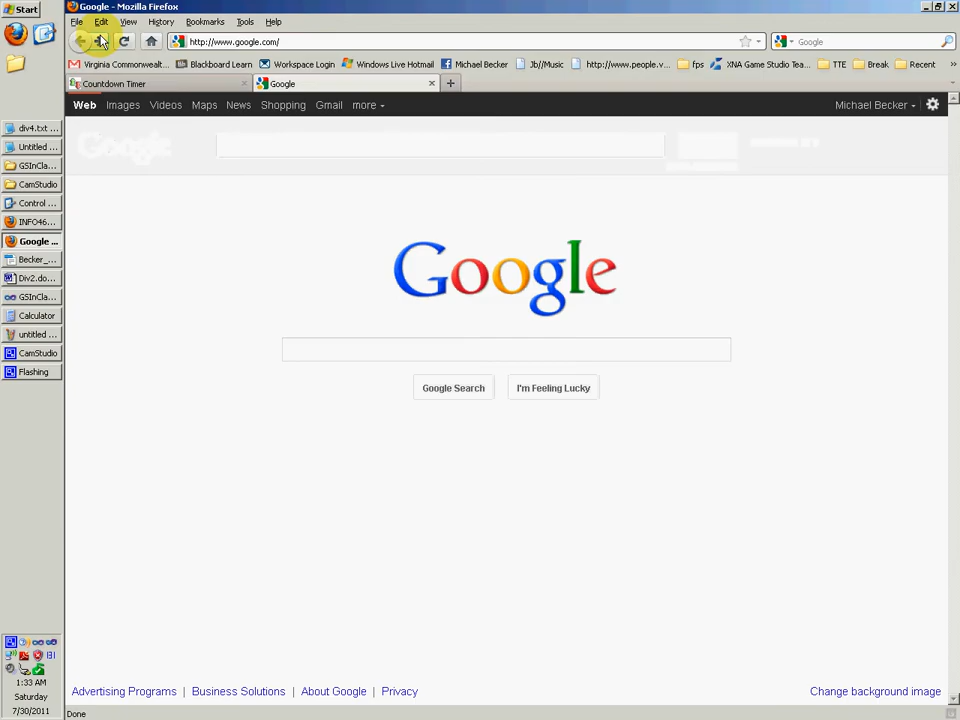 Start
Google - Mozilla Firefox
File Edit View History Bookmarks Tools Help
http://www.google.com/
Google
Virginia Commonwealt... Blackboard Learn Workspace Login Windows Live Hotmail Michael Becker Jb//Music http://www.people.v... fps XNA Game Studio Tea... TTE Break Recent »
Countdown Timer
Google
Web Images Videos Maps News Shopping Gmail more
Michael Becker
Google
Google
Google Search
I'm Feeling Lucky
div4.txt ...
Untitled ...
GSInCla...
CamStudio
Control ...
INFO46...
Google ...
Becker_...
Div2.do...
GSInCla...
Calculator
untitled ...
CamStudio
Flashing
1:33 AM
Saturday
7/30/2011
Advertising Programs | Business Solutions | About Google | Privacy
Change background image
Done